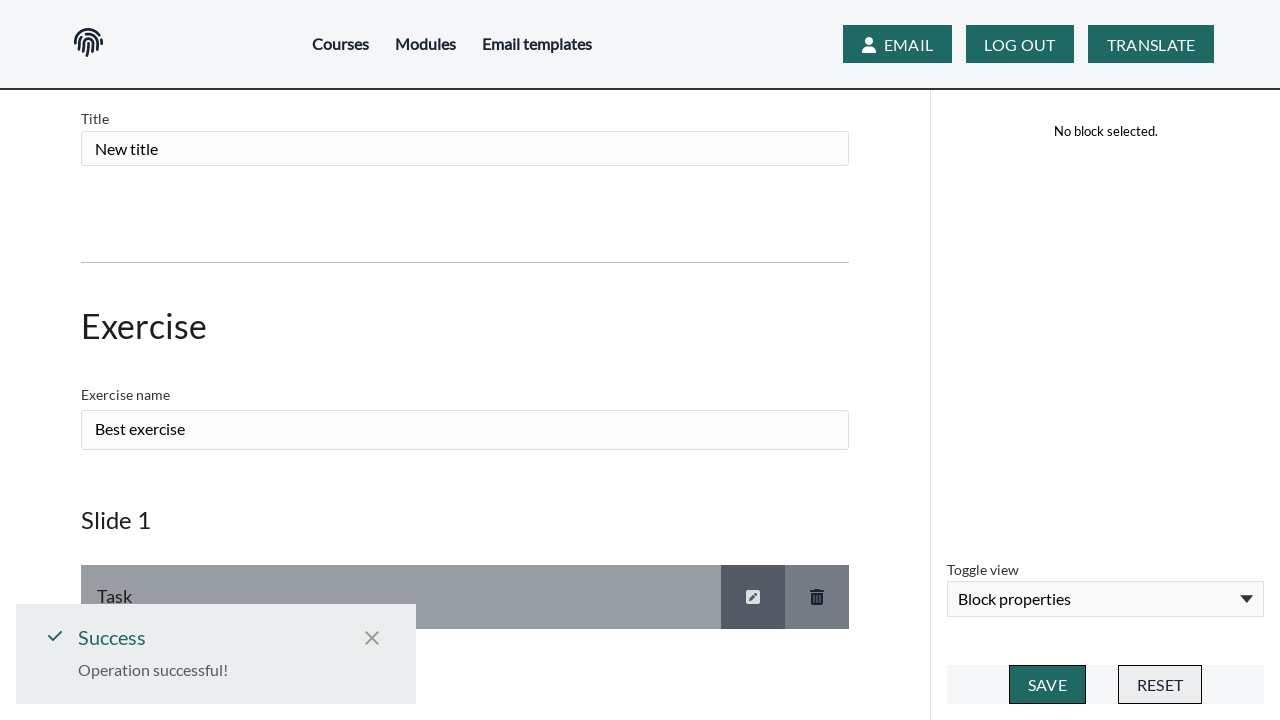 Courses
Modules
Email templates
EMAIL
LOG OUT
TRANSLATE
Title
New title
Exercise
Exercise name
Best exercise
Slide 1
Task
Success
Operation successful!
No block selected.
Toggle view
Block properties
SAVE
RESET